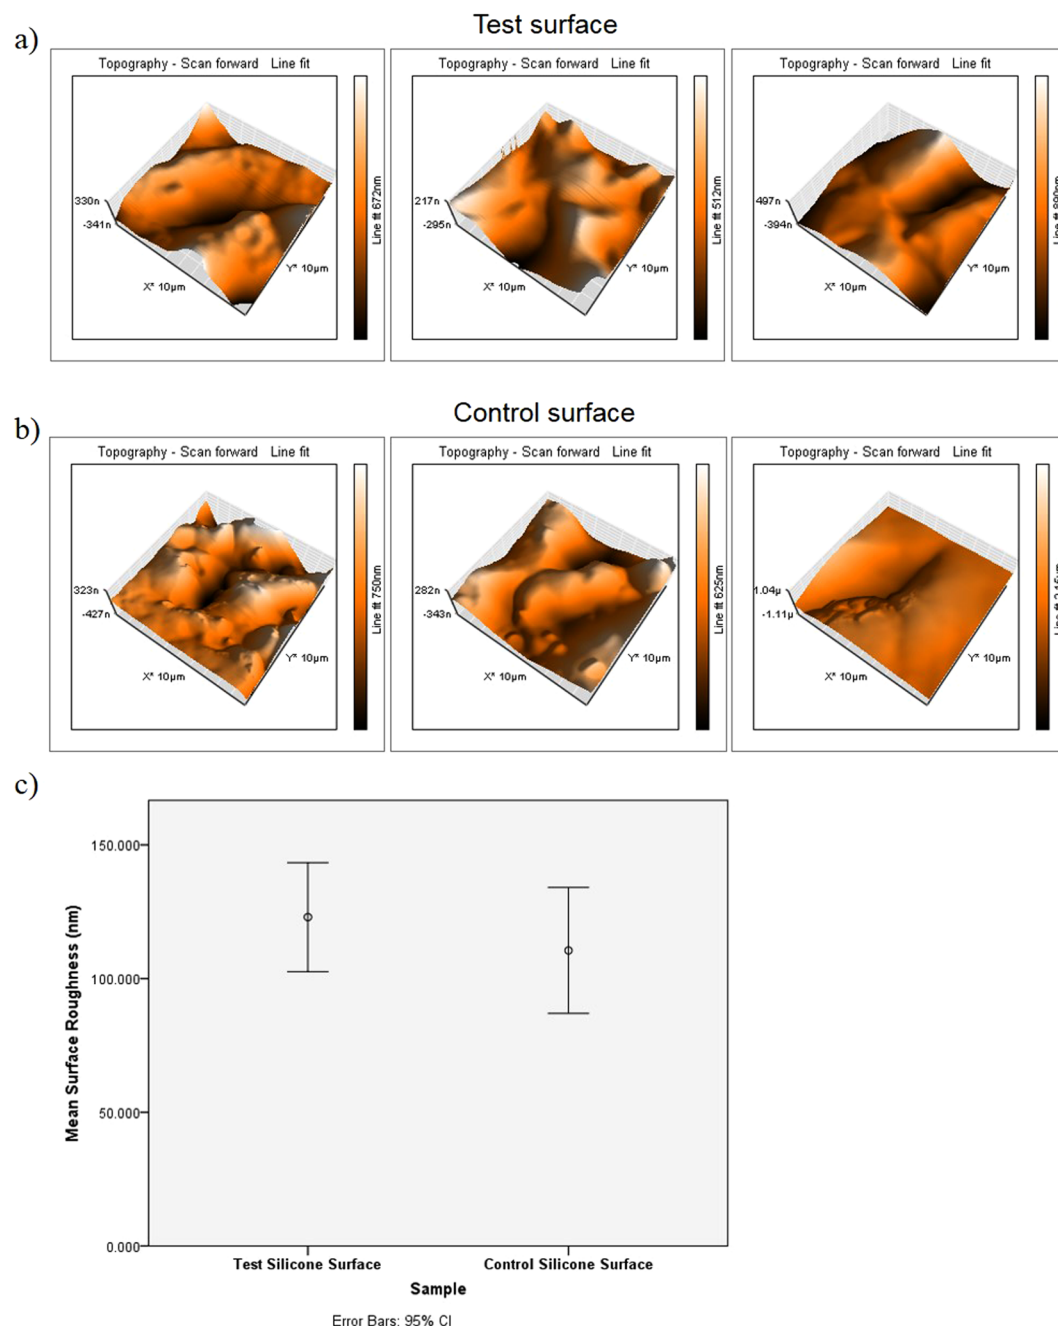 Test surface
a)
Topography - Scan forward   Line fit
330n
-341n
X* 10µm
Y* 10µm
Line fit 672nm
Topography - Scan forward   Line fit
217n
-295n
X* 10µm
Y* 10µm
Line fit 512nm
Topography - Scan forward   Line fit
497n
-394n
X* 10µm
Y* 10µm
Line fit
Control surface
b)
Topography - Scan forward   Line fit
323n
-427n
X* 10µm
Y* 10µm
Line fit 750nm
Topography - Scan forward   Line fit
282n
-343n
X* 10µm
Y* 10µm
Line fit 625nm
Topography - Scan forward   Line fit
1.04µ
-1.11µ
X* 10µm
Y* 10µm
c)
Mean Surface Roughness (nm)
150.000
100.000
50.000
0.000
Test Silicone Surface
Control Silicone Surface
Sample
Error Bars: 95% CI